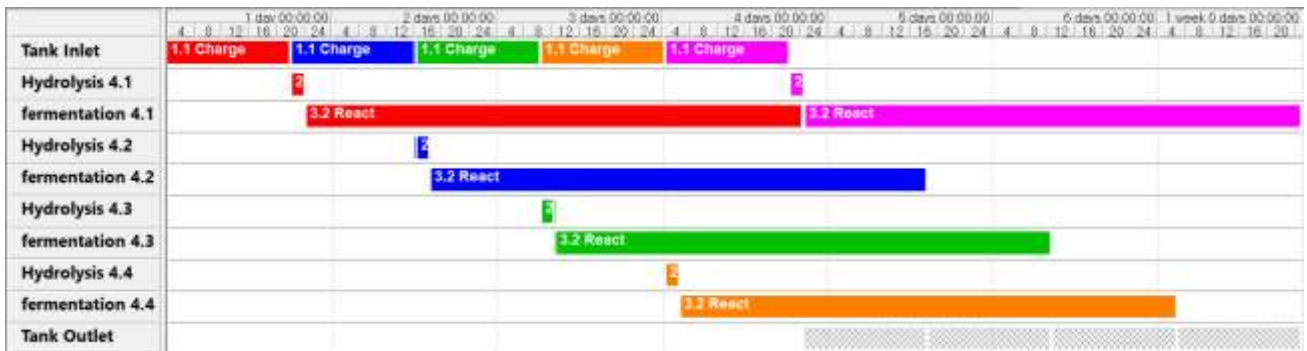 1 day 00:00:00 2 days 00:00:00 3 days 00:00:00 4 days 00:00:00 5 days 00:00:00 6 days 00:00:00 1 week 0 days 00:00:00
4 8 12 16 20 24 4 8 12 16 20 24 4 8 12 16 20 24 4 8 12 16 20 24 4 8 12 16 20 24 4 8 12 16 20 24 4 8 12 16 20
Tank Inlet 1.1 Charge 1.1 Charge 1.1 Charge 1.1 Charge 1.1 Charge
Hydrolysis 4.1 2 2
fermentation 4.1 3.2 React 3.2 React
Hydrolysis 4.2 2
fermentation 4.2 3.2 React
Hydrolysis 4.3 2
fermentation 4.3 3.2 React
Hydrolysis 4.4 2
fermentation 4.4 3.2 React
Tank Outlet